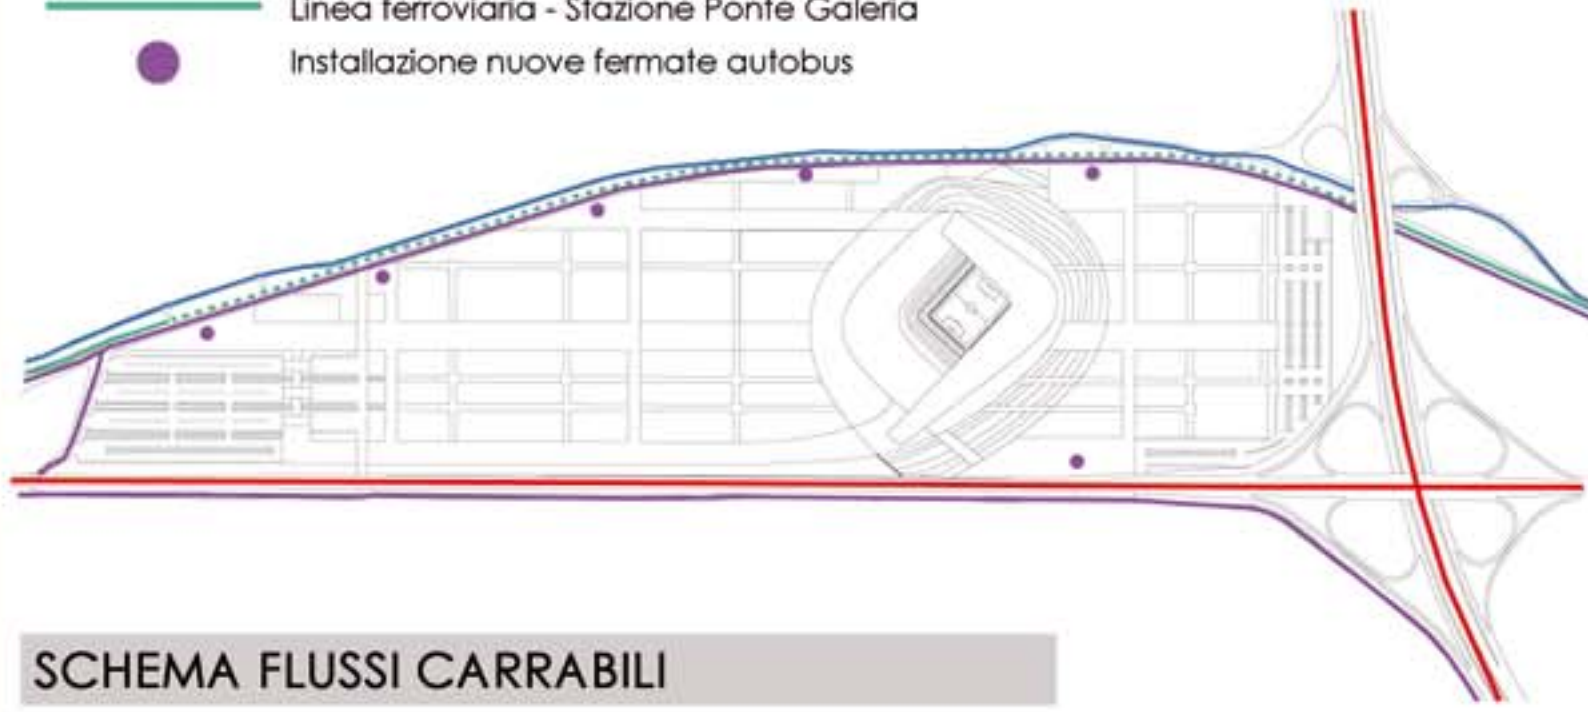 Linea ferroviaria - Stazione Ponte Galeria
Installazione nuove fermate autobus
SCHEMA FLUSSI CARRABILI